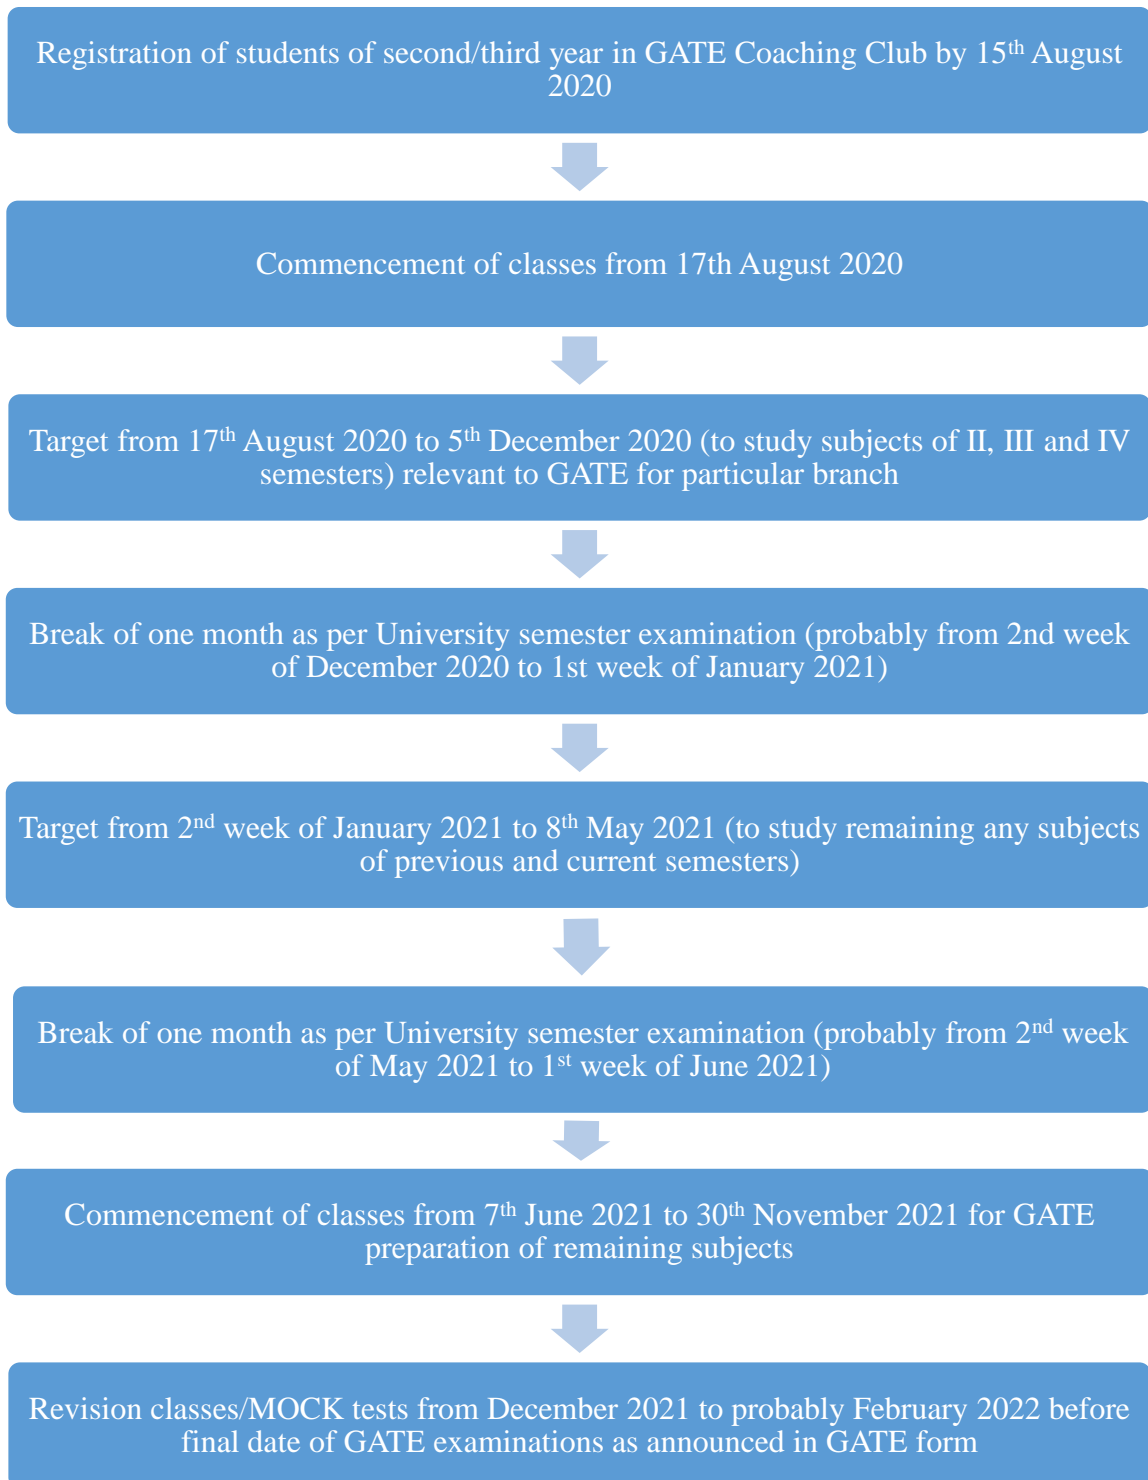 Registration of students of second/third year in GATE Coaching Club by 15th August
2020
Commencement of classes from 17th August 2020
Target from 17th August 2020 to 5th December 2020 (to study subjects of II, III and IV
semesters) relevant to GATE for particular branch
Break of one month as per University semester examination (probably from 2nd week
of December 2020 to 1st week of January 2021)
Target from 2nd week of January 2021 to 8th May 2021 (to study remaining any subjects
of previous and current semesters)
Break of one month as per University semester examination (probably from 2nd week
of May 2021 to 1st week of June 2021)
Commencement of classes from 7th June 2021 to 30th November 2021 for GATE
preparation of remaining subjects
Revision classes/MOCK tests from December 2021 to probably February 2022 before
final date of GATE examinations as announced in GATE form